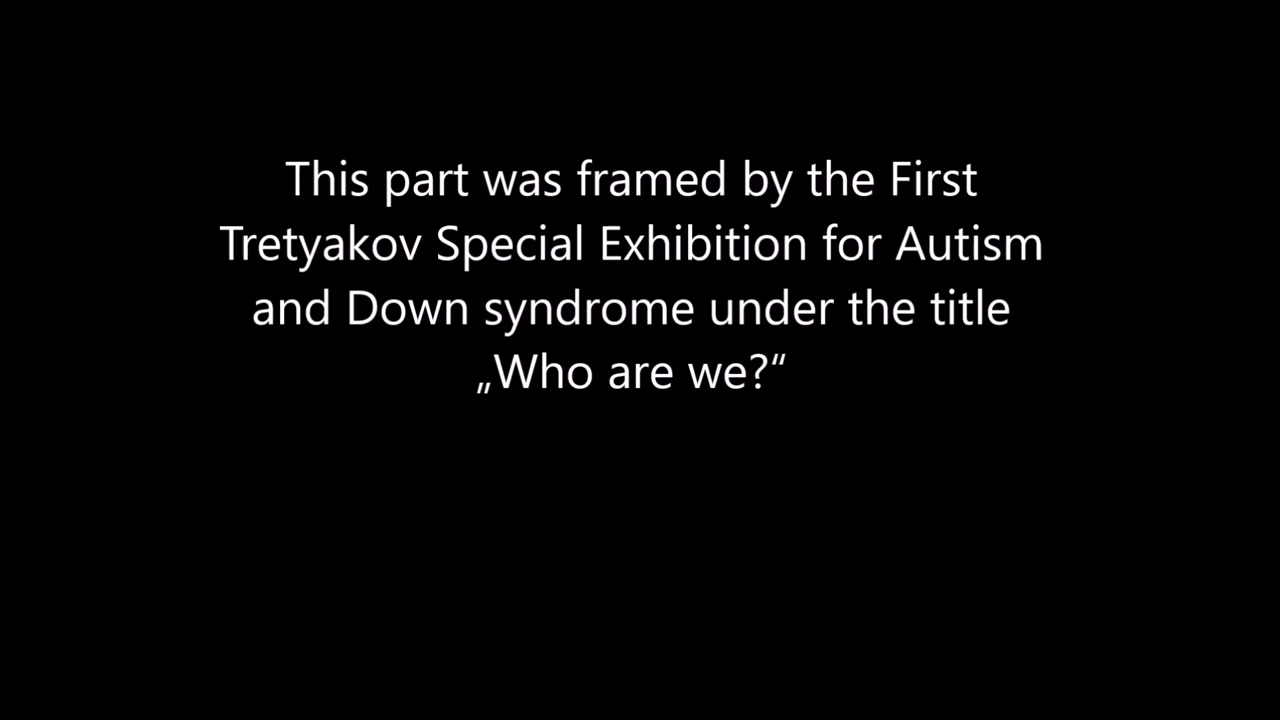 This part was framed by the First
Tretyakov Special Exhibition for Autism
and Down syndrome under the title
„Who are we?“